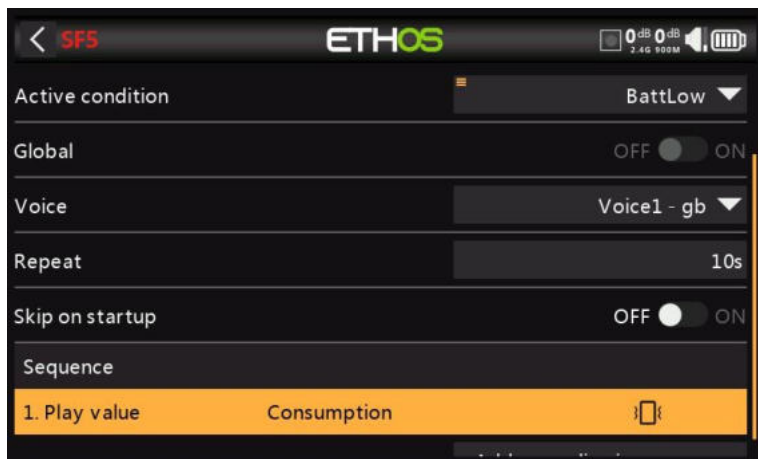 SF5 ETHOS 0dB 0dB
2.4G 900M
Active condition BattLow
Global OFF ON
Voice Voice1 - gb
Repeat 10s
Skip on startup OFF ON
Sequence
1. Play value Consumption